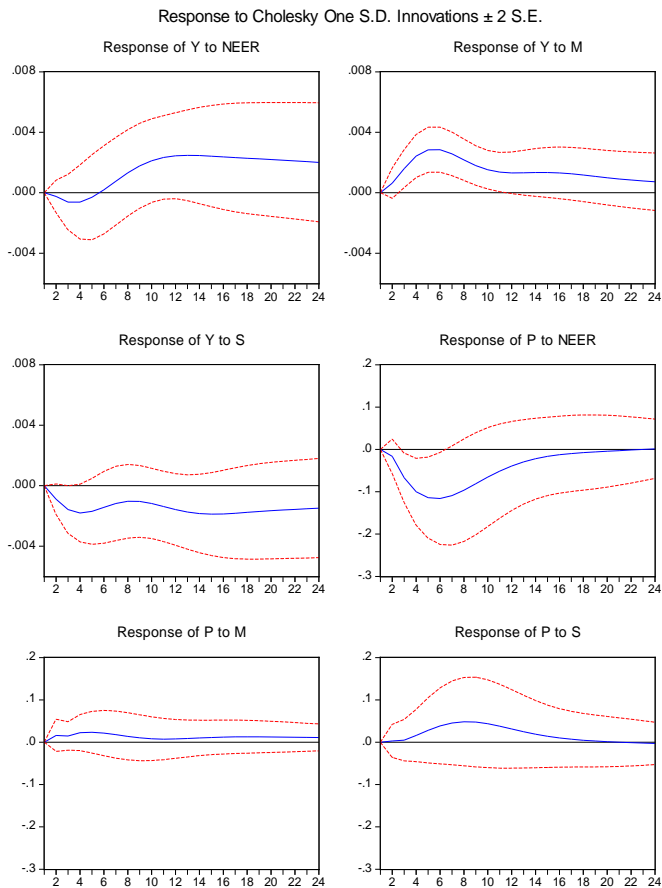 Response to Cholesky One S.D. Innovations ± 2 S.E.
Response of Y to NEER
.008
.004
.000
-.004
2 4 6 8 10 12 14 16 18 20 22 24
Response of Y to M
.008
.004
.000
-.004
2 4 6 8 10 12 14 16 18 20 22 24
Response of Y to S
.008
.004
.000
-.004
2 4 6 8 10 12 14 16 18 20 22 24
Response of P to NEER
.2
.1
.0
-.1
-.2
-.3
2 4 6 8 10 12 14 16 18 20 22 24
Response of P to M
.2
.1
.0
-.1
-.2
-.3
2 4 6 8 10 12 14 16 18 20 22 24
Response of P to S
.2
.1
.0
-.1
-.2
-.3
2 4 6 8 10 12 14 16 18 20 22 24